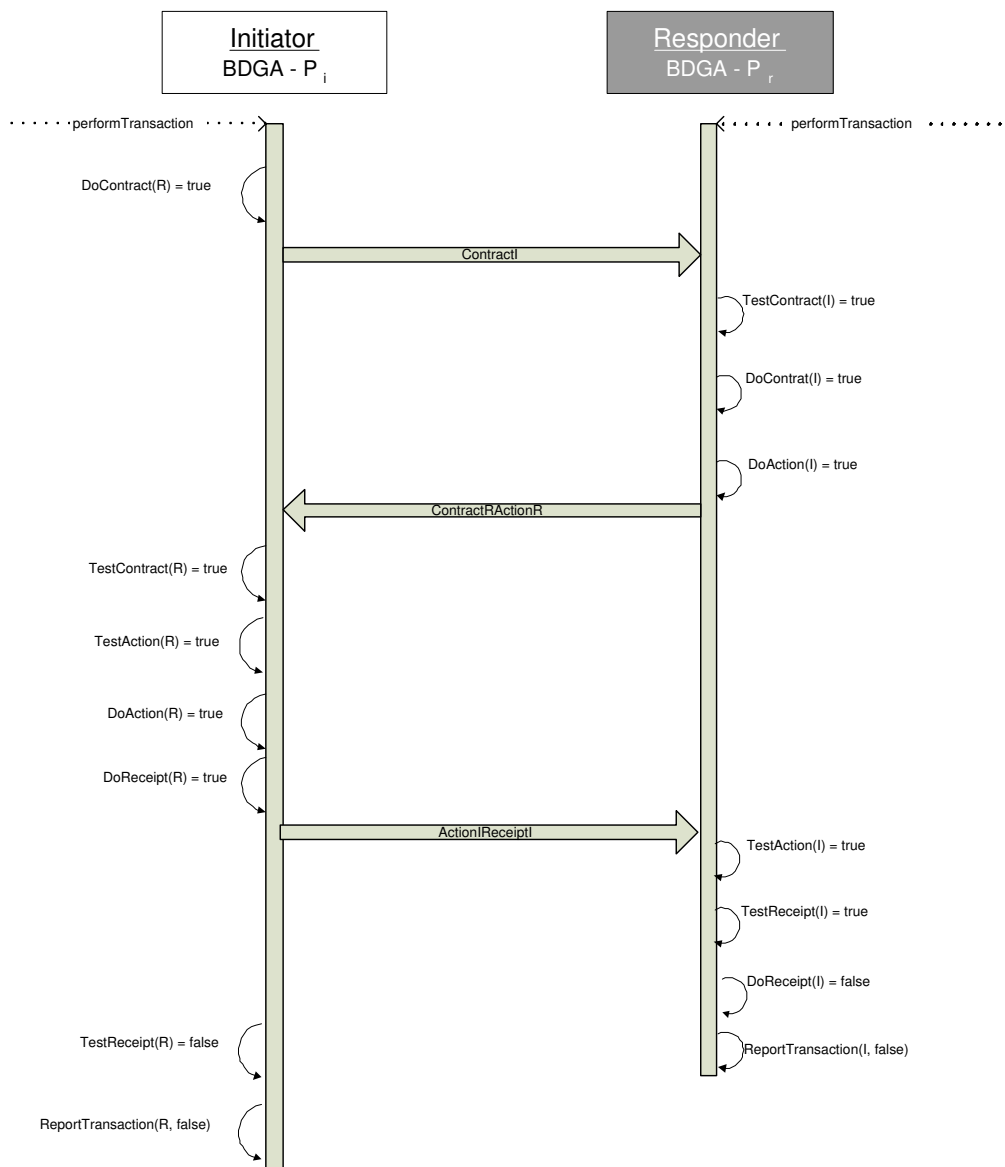 Initiator
BDGA - P i
Responder
BDGA - P r
performTransaction
performTransaction
DoContract(R) = true
ContractI
TestContract(I) = true
DoContrat(I) = true
DoAction(I) = true
ContractRActionR
TestContract(R) = true
TestAction(R) = true
DoAction(R) = true
DoReceipt(R) = true
ActionIReceiptI
TestAction(I) = true
TestReceipt(I) = true
DoReceipt(I) = false
TestReceipt(R) = false
ReportTransaction(I, false)
ReportTransaction(R, false)